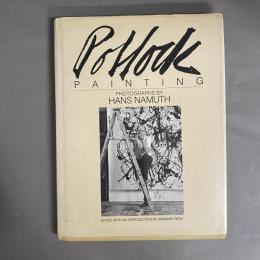 Pollock
PAINTING
PHOTOGRAPHS BY
HANS NAMUTH
EDITED WITH AN INTRODUCTION BY BARBARA ROSE